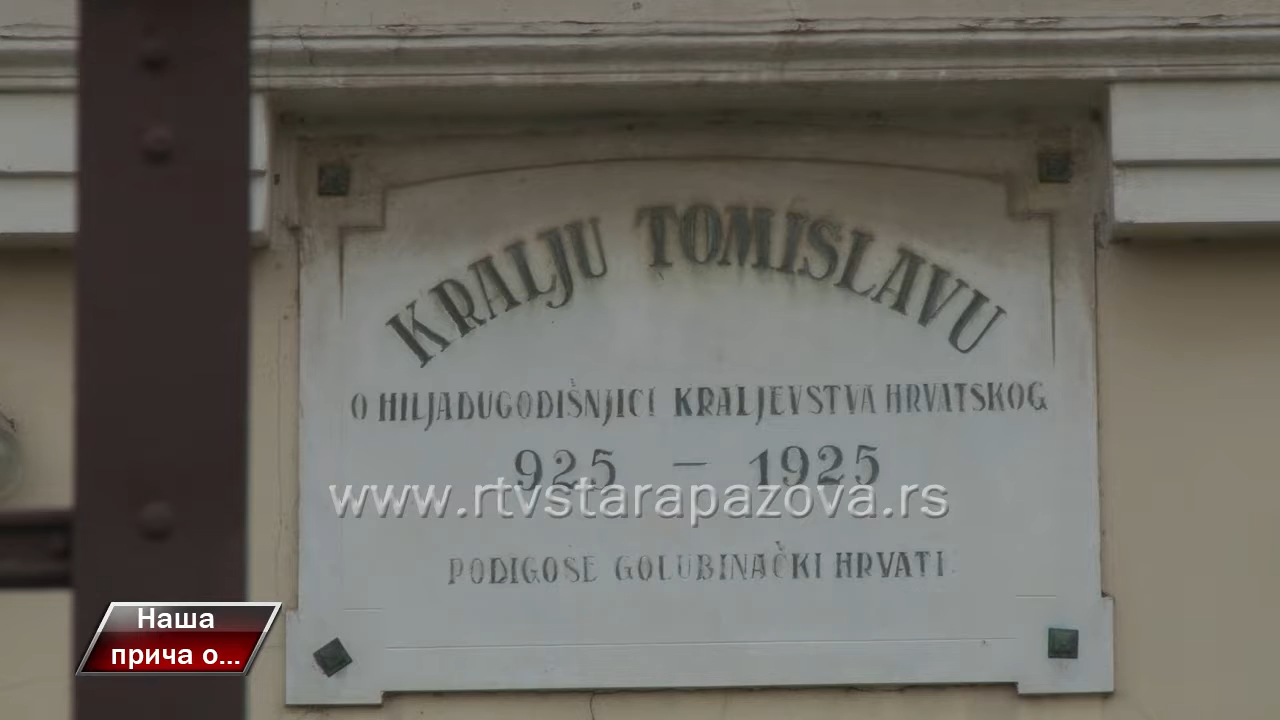 KRALJU TOMISLAVU
O HILJADUGODIŠNJICI KRALJEVSTVA HRVATSKOG
925 – 1925
www.rtvstarapazova.rs
PODIGOŠE GOLUBINAČKI HRVATI
Наша
прича о...